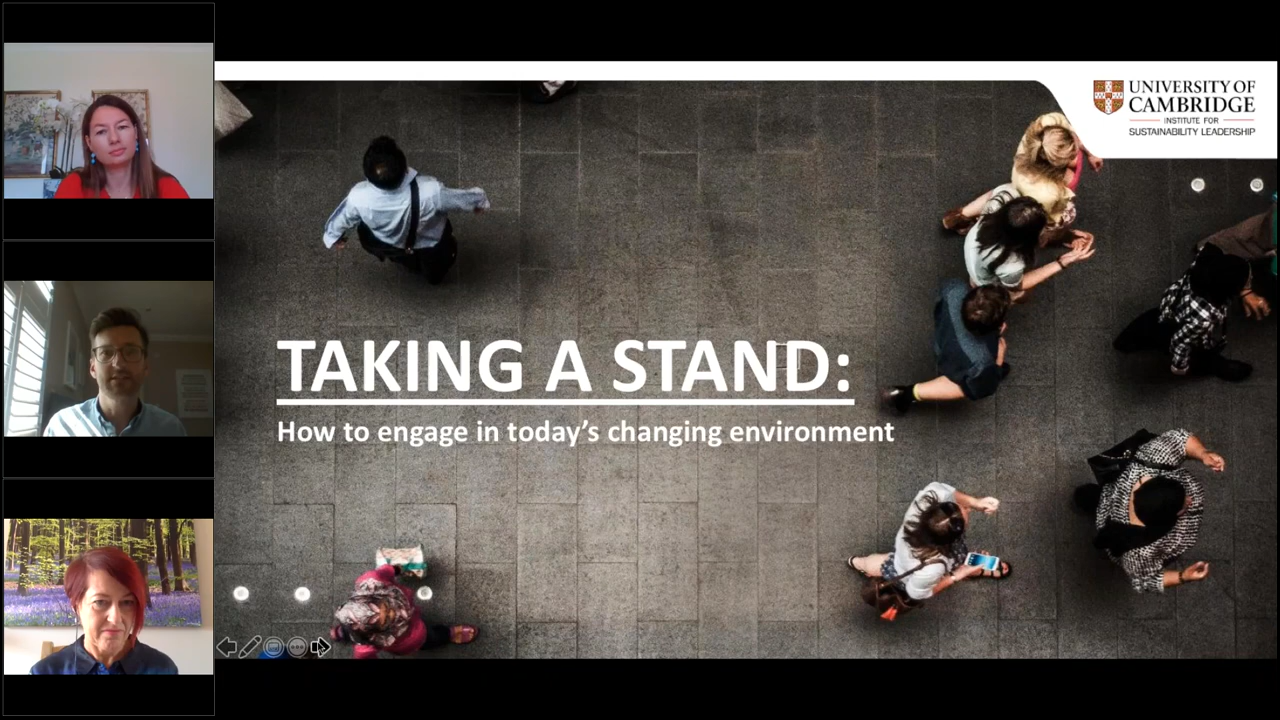 UNIVERSITY OF
CAMBRIDGE
INSTITUTE FOR
SUSTAINABILITY LEADERSHIP
TAKING A STAND:
How to engage in today's changing environment